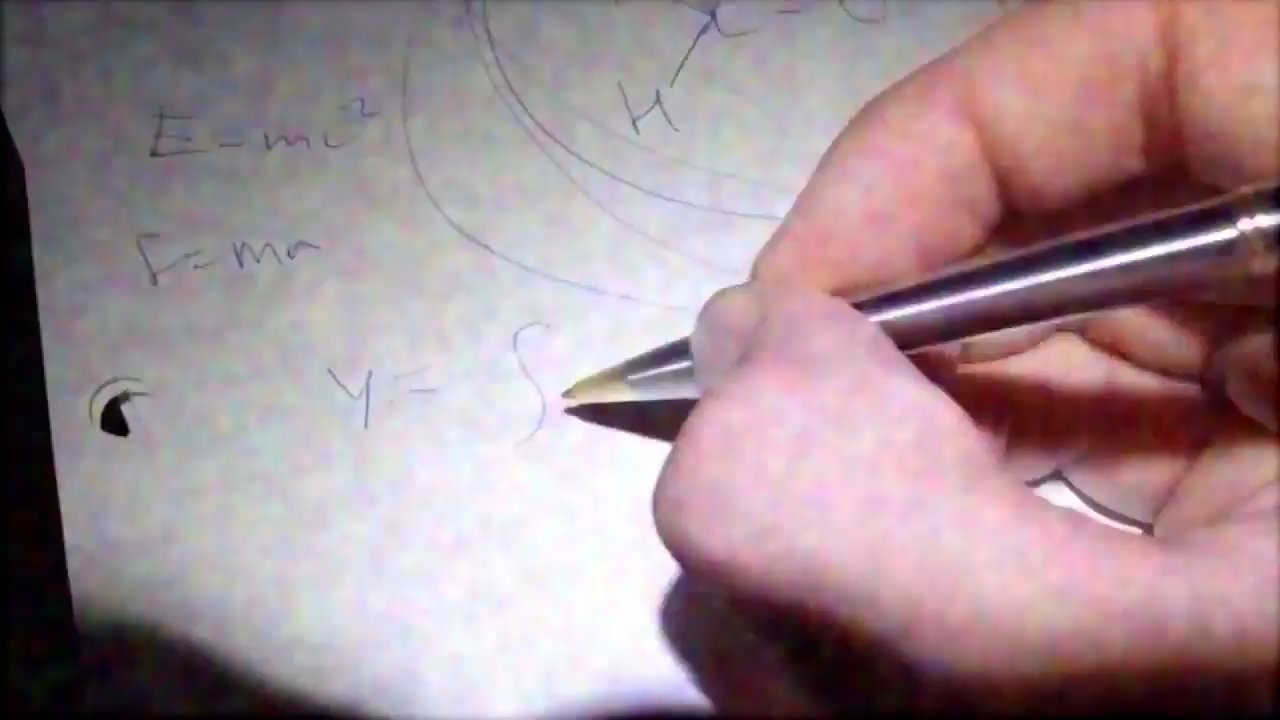 H
E=mc²
F=ma
y= ∫